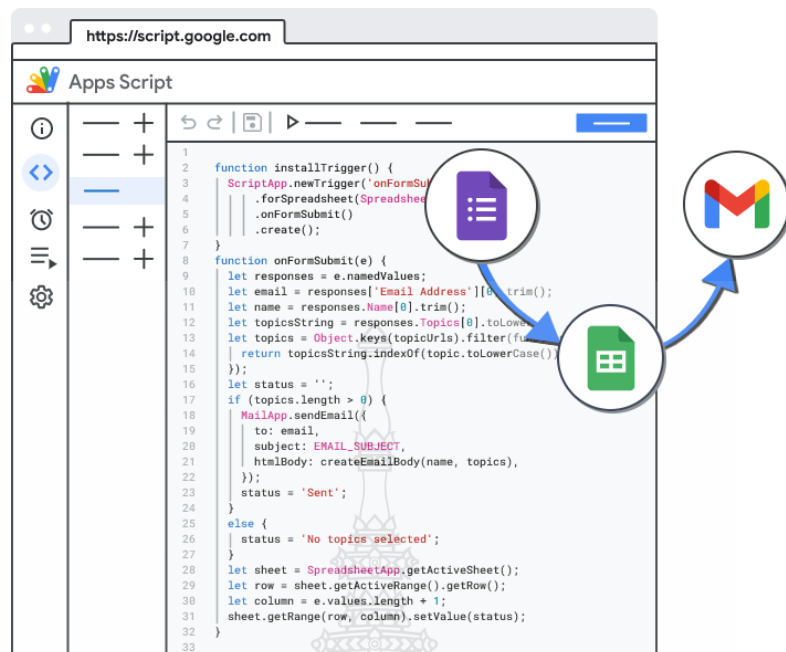 https://script.google.com
Apps Script
1
2 function installTrigger() {
3 ScriptApp.newTrigger('onFormSu
4 .forSpreadsheet(Spreadshee
5 .onFormSubmit()
6 .create();
7 }
8 function onFormSubmit(e) {
9 let responses = e.namedValues;
10 let email = responses['Email Address'][0].trim();
11 let name = responses.Name[0].trim();
12 let topicsString = responses.Topics[0].toLower
13 let topics = Object.keys(topicUrls).filter(fu
14 return topicsString.indexOf(topic.toLowerCase())
15 });
16 let status = '';
17 if (topics.length > 0) {
18 MailApp.sendEmail({
19 to: email,
20 subject: EMAIL_SUBJECT,
21 htmlBody: createEmailBody(name, topics),
22 });
23 status = 'Sent';
24 }
25 else {
26 status = 'No topics selected';
27 }
28 let sheet = SpreadsheetApp.getActiveSheet();
29 let row = sheet.getActiveRange().getRow();
30 let column = e.values.length + 1;
31 sheet.getRange(row, column).setValue(status);
32 }
33